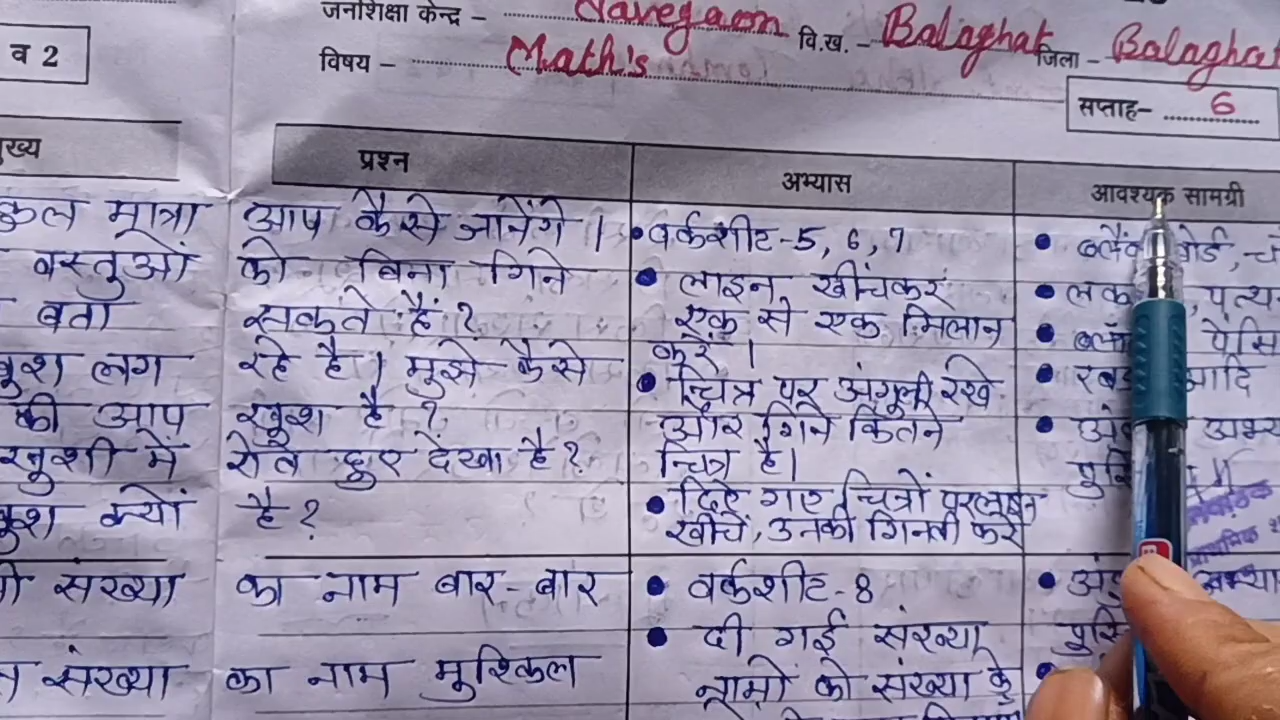 जनशिक्षा केन्द्र - Navegaon वि.ख. - Balaghat जिला - Balaghat
व 2
विषय - Math's
सप्ताह- 6
मुख्य प्रश्न अभ्यास आवश्यक सामग्री
कुल मात्रा आप कैसे जानेंगे ।
वस्तुओं को बिना गिने
बता सकते हैं ?
खुश लग रहे है। मुझे कैसे
की आप खुश है ?
खुशी में रोते हुए देखा है ?
खुश क्यों है ?
संख्या का नाम बार-बार
संख्या का नाम मुश्किल
• वर्कशीट-5, 6, 7
• लाइन खींचकर
एक से एक मिलान
करें ।
• चित्र पर अंगुली रखे
और गिने कितने
चित्र है।
• दिए गए चित्रों पर लाइन
खींचे, उनकी गिनती करे
• वर्कशीट-8
• दी गई संख्या
नामों को संख्या के
• बोर्ड,
•
•
• आदि
•
•